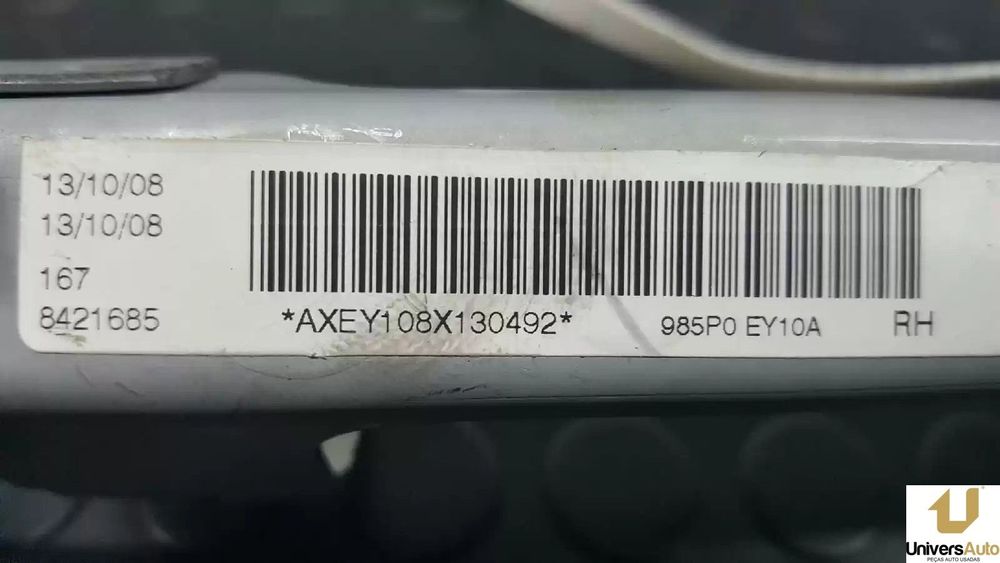 13/10/08
13/10/08
167
8421685
*AXEY108X130492*
985P0 EY10A
RH
UniversAuto
PEÇAS AUTO USADAS